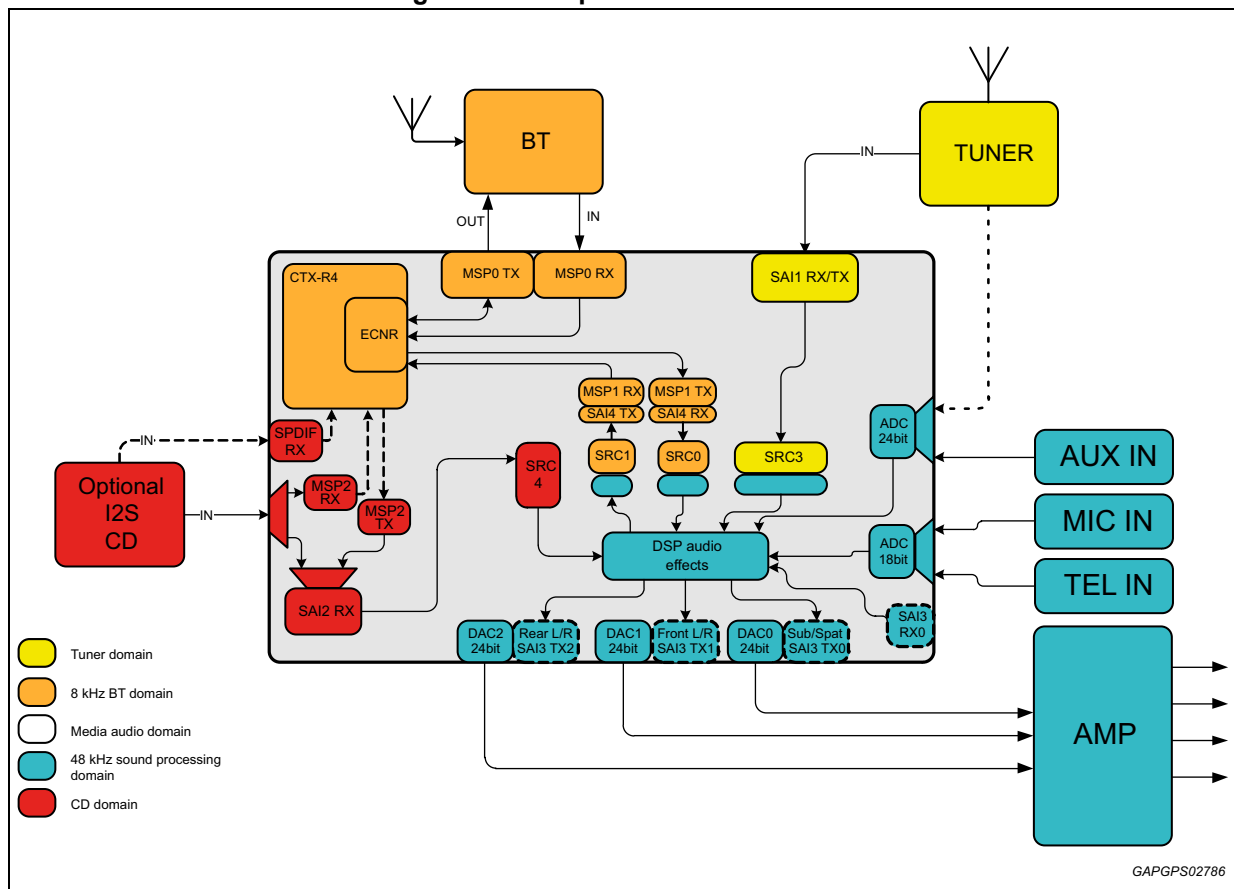 BT
TUNER
IN
OUT
IN
CTX-R4
MSP0 TX
MSP0 RX
SAI1 RX/TX
ECNR
MSP1 RX
MSP1 TX
SAI4 TX
SAI4 RX
ADC
24bit
IN
SPDIF
RX
SRC1
SRC0
SRC3
AUX IN
Optional
I2S
CD
IN
MSP2
RX
MSP2
TX
SRC
4
MIC IN
DSP audio
effects
ADC
18bit
TEL IN
SAI2 RX
SAI3
RX0
DAC2
24bit
Rear L/R
SAI3 TX2
DAC1
24bit
Front L/R
SAI3 TX1
DAC0
24bit
Sub/Spat
SAI3 TX0
AMP
Tuner domain
8 kHz BT domain
Media audio domain
48 kHz sound processing
domain
CD domain
GAPGPS02786